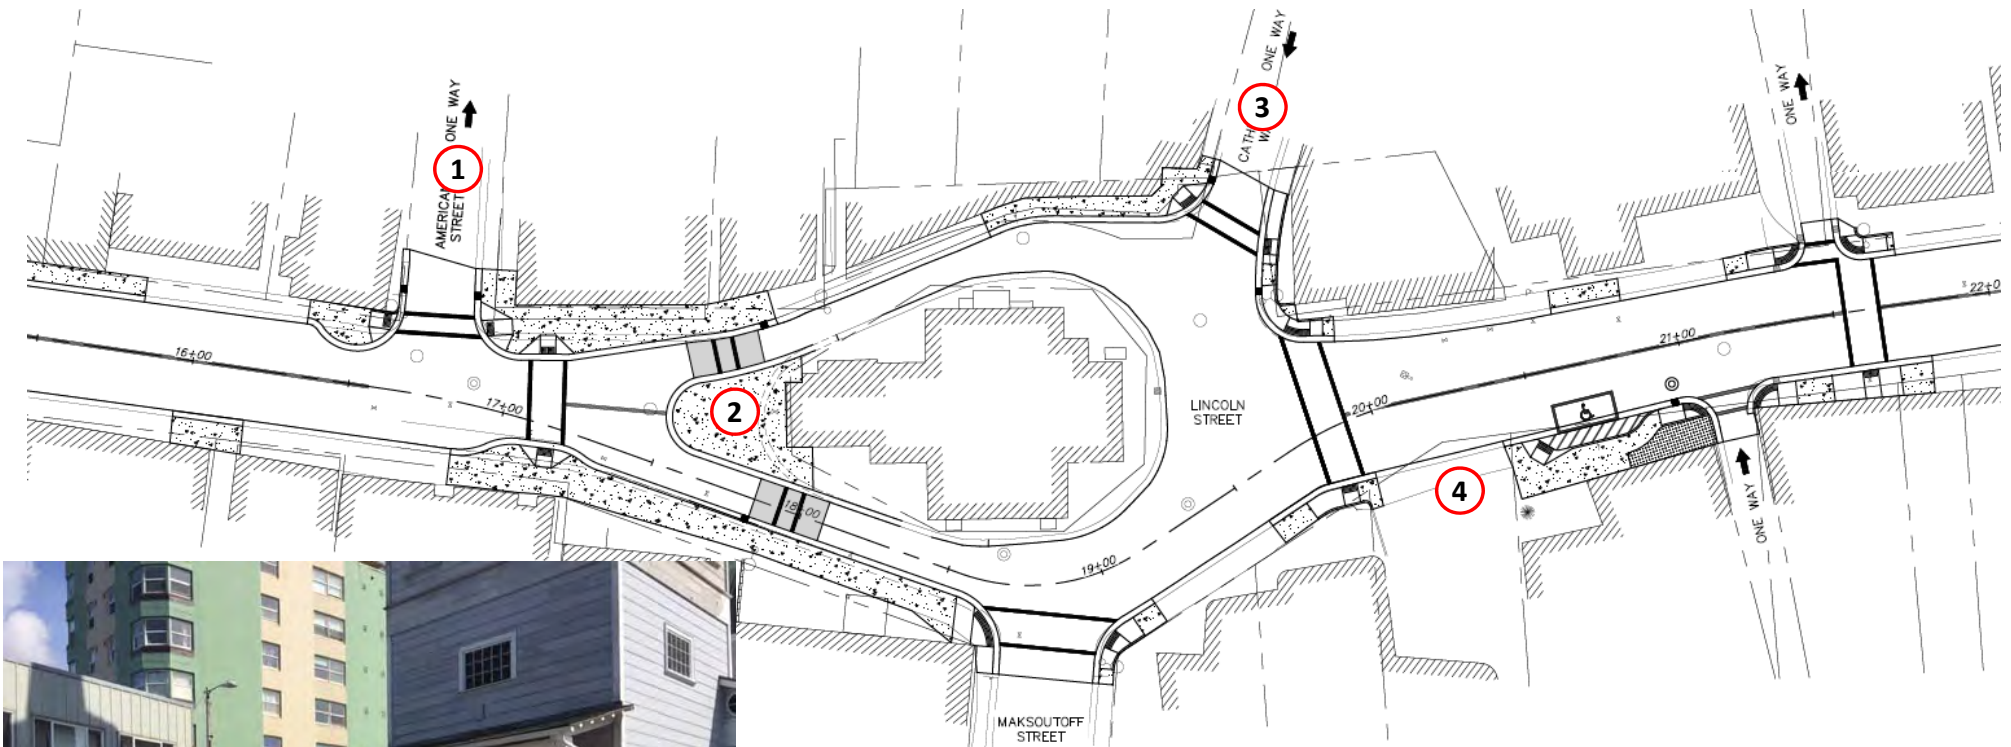 ONE WAY
AMERICAN
STREET
1
ONE WAY
3
ONE WAY
16+00
17+00
2
18+00
19+00
LINCOLN
STREET
20+00
21+00
22+0
4
ONE WAY
MAKSOUTOFF
STREET